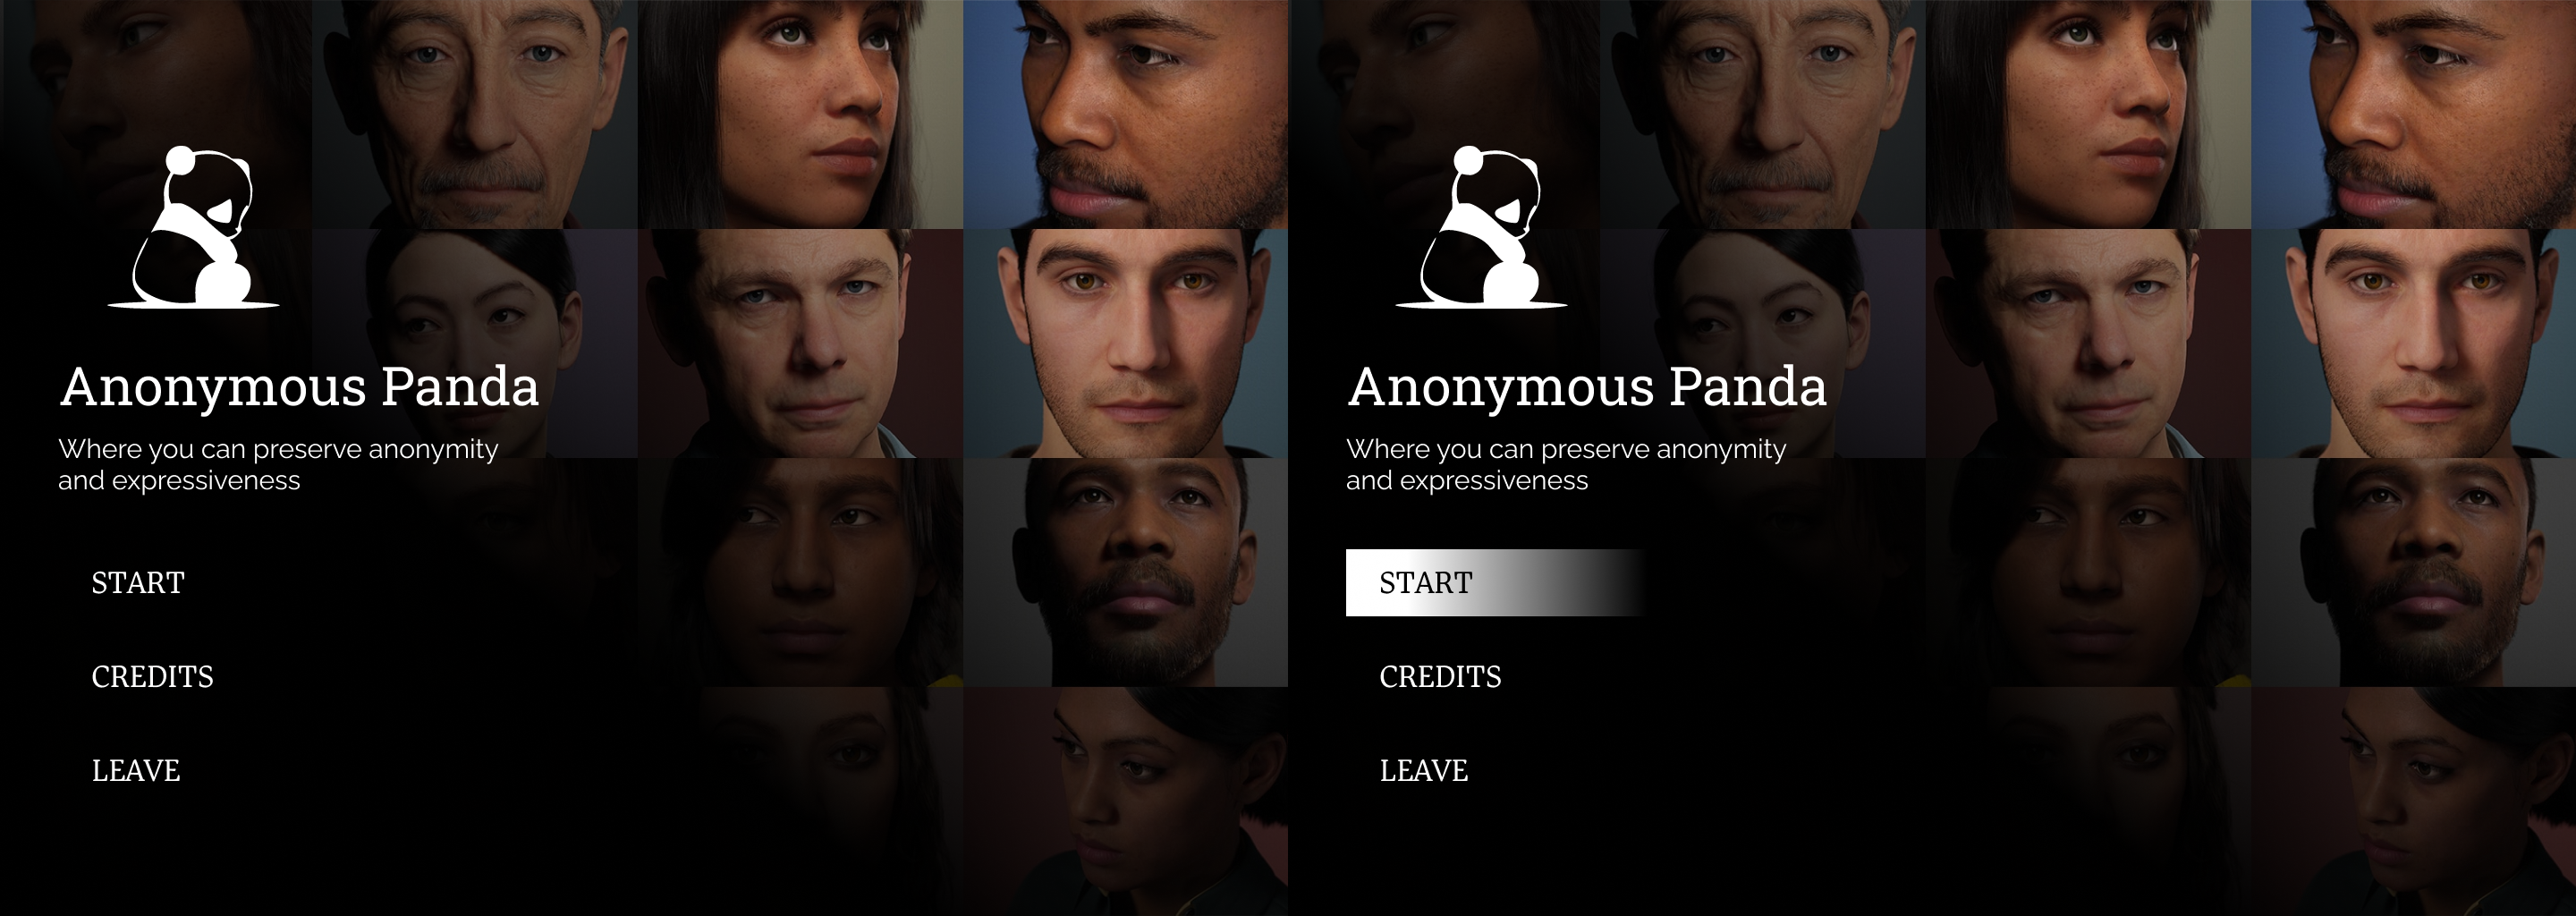 Anonymous Panda
Where you can preserve anonymity
and expressiveness
START
CREDITS
LEAVE
Anonymous Panda
Where you can preserve anonymity
and expressiveness
START
CREDITS
LEAVE